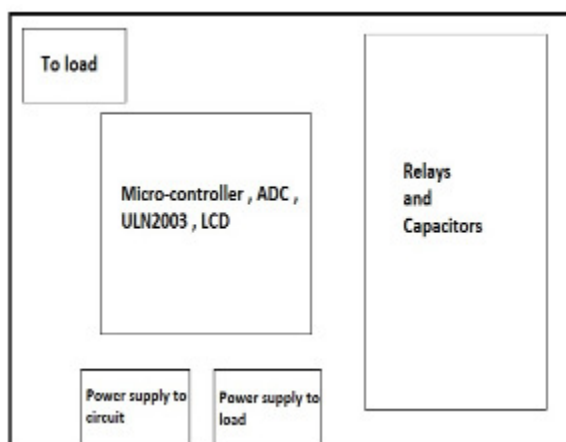 To load
Micro-controller , ADC ,
ULN2003 , LCD
Relays
and
Capacitors
Power supply to
circuit
Power supply to
load